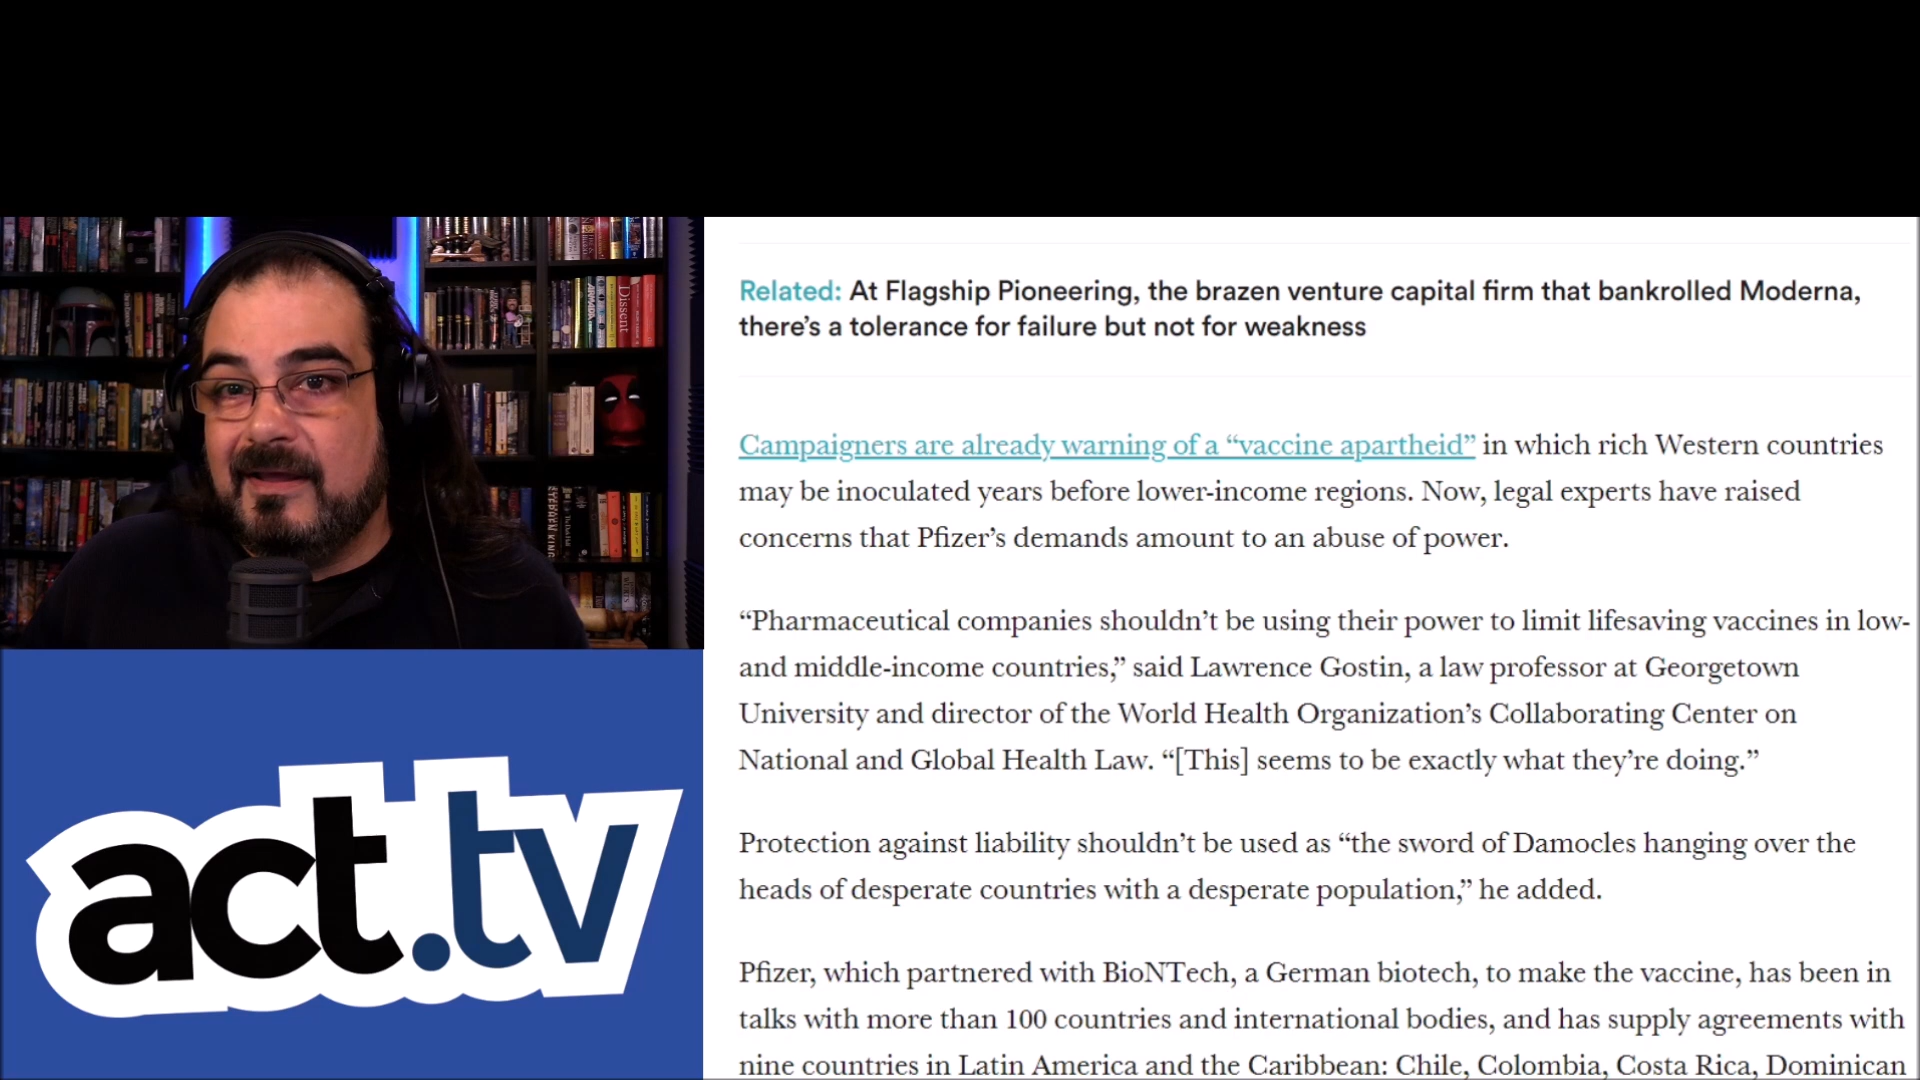 Dissent
STEPHEN KING
act.tv
Related: At Flagship Pioneering, the brazen venture capital firm that bankrolled Moderna,
there’s a tolerance for failure but not for weakness
Campaigners are already warning of a “vaccine apartheid” in which rich Western countries
may be inoculated years before lower-income regions. Now, legal experts have raised
concerns that Pfizer’s demands amount to an abuse of power.
“Pharmaceutical companies shouldn’t be using their power to limit lifesaving vaccines in low-
and middle-income countries,” said Lawrence Gostin, a law professor at Georgetown
University and director of the World Health Organization’s Collaborating Center on
National and Global Health Law. “[This] seems to be exactly what they’re doing.”
Protection against liability shouldn’t be used as “the sword of Damocles hanging over the
heads of desperate countries with a desperate population,” he added.
Pfizer, which partnered with BioNTech, a German biotech, to make the vaccine, has been in
talks with more than 100 countries and international bodies, and has supply agreements with
nine countries in Latin America and the Caribbean: Chile, Colombia, Costa Rica, Dominican